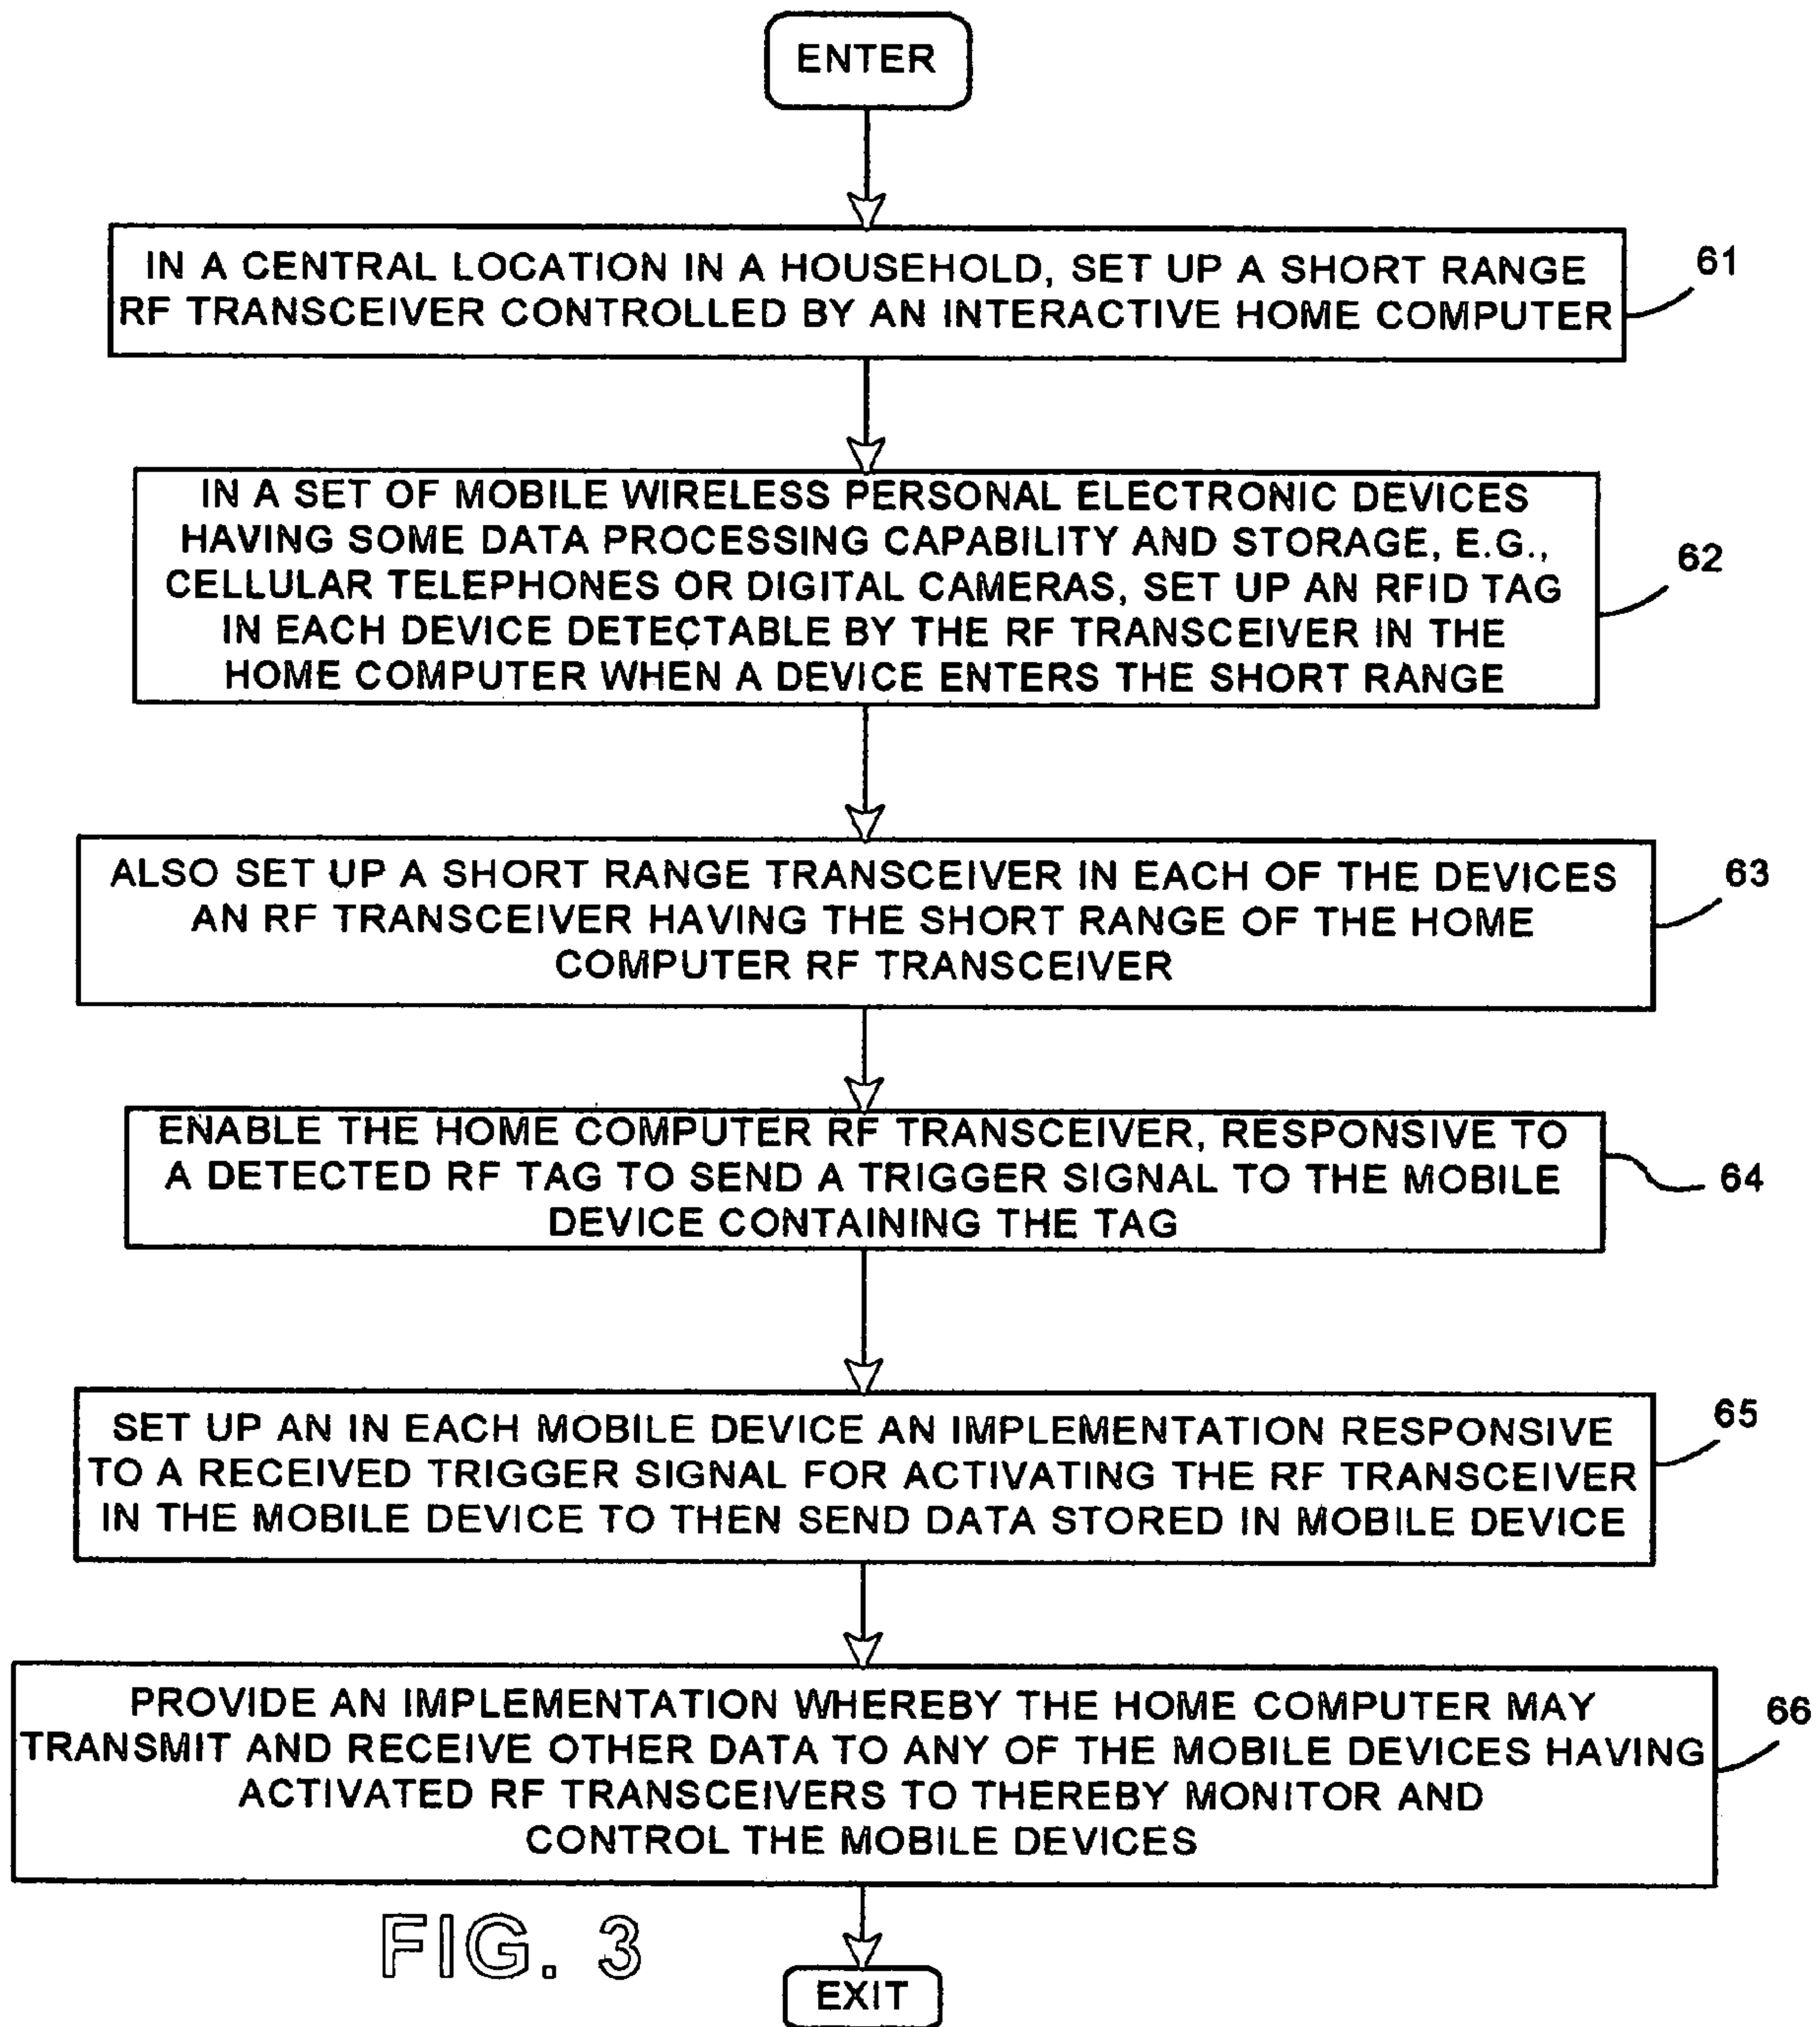 ENTER
IN A CENTRAL LOCATION IN A HOUSEHOLD, SET UP A SHORT RANGE
RF TRANSCEIVER CONTROLLED BY AN INTERACTIVE HOME COMPUTER
61
IN A SET OF MOBILE WIRELESS PERSONAL ELECTRONIC DEVICES
HAVING SOME DATA PROCESSING CAPABILITY AND STORAGE, E.G.,
CELLULAR TELEPHONES OR DIGITAL CAMERAS, SET UP AN RFID TAG
IN EACH DEVICE DETECTABLE BY THE RF TRANSCEIVER IN THE
HOME COMPUTER WHEN A DEVICE ENTERS THE SHORT RANGE
62
ALSO SET UP A SHORT RANGE TRANSCEIVER IN EACH OF THE DEVICES
AN RF TRANSCEIVER HAVING THE SHORT RANGE OF THE HOME
COMPUTER RF TRANSCEIVER
63
ENABLE THE HOME COMPUTER RF TRANSCEIVER, RESPONSIVE TO
A DETECTED RF TAG TO SEND A TRIGGER SIGNAL TO THE MOBILE
DEVICE CONTAINING THE TAG
64
SET UP AN IN EACH MOBILE DEVICE AN IMPLEMENTATION RESPONSIVE
TO A RECEIVED TRIGGER SIGNAL FOR ACTIVATING THE RF TRANSCEIVER
IN THE MOBILE DEVICE TO THEN SEND DATA STORED IN MOBILE DEVICE
65
PROVIDE AN IMPLEMENTATION WHEREBY THE HOME COMPUTER MAY
TRANSMIT AND RECEIVE OTHER DATA TO ANY OF THE MOBILE DEVICES HAVING
ACTIVATED RF TRANSCEIVERS TO THEREBY MONITOR AND
CONTROL THE MOBILE DEVICES
66
FIG. 3
EXIT